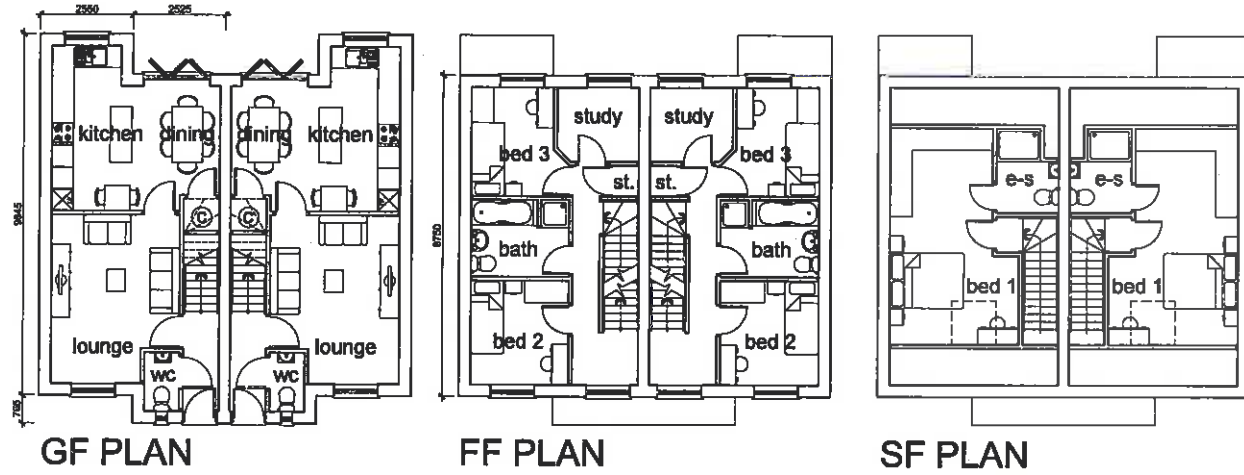 2550 2525
9845
795
kitchen dining dining kitchen
C C
lounge lounge
WC WC
GF PLAN
8750
study study
bed 3 bed 3
st. st.
bath bath
bed 2 bed 2
FF PLAN
e-s e-s
bed 1 bed 1
SF PLAN